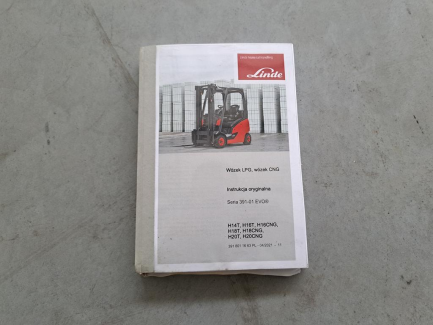 Linde
Wózek LPG, wózek CNG
Instrukcja oryginalna
Seria 391-01 EVO®
H14T, H16T, H16CNG,
H18T, H18CNG,
H20T, H20CNG